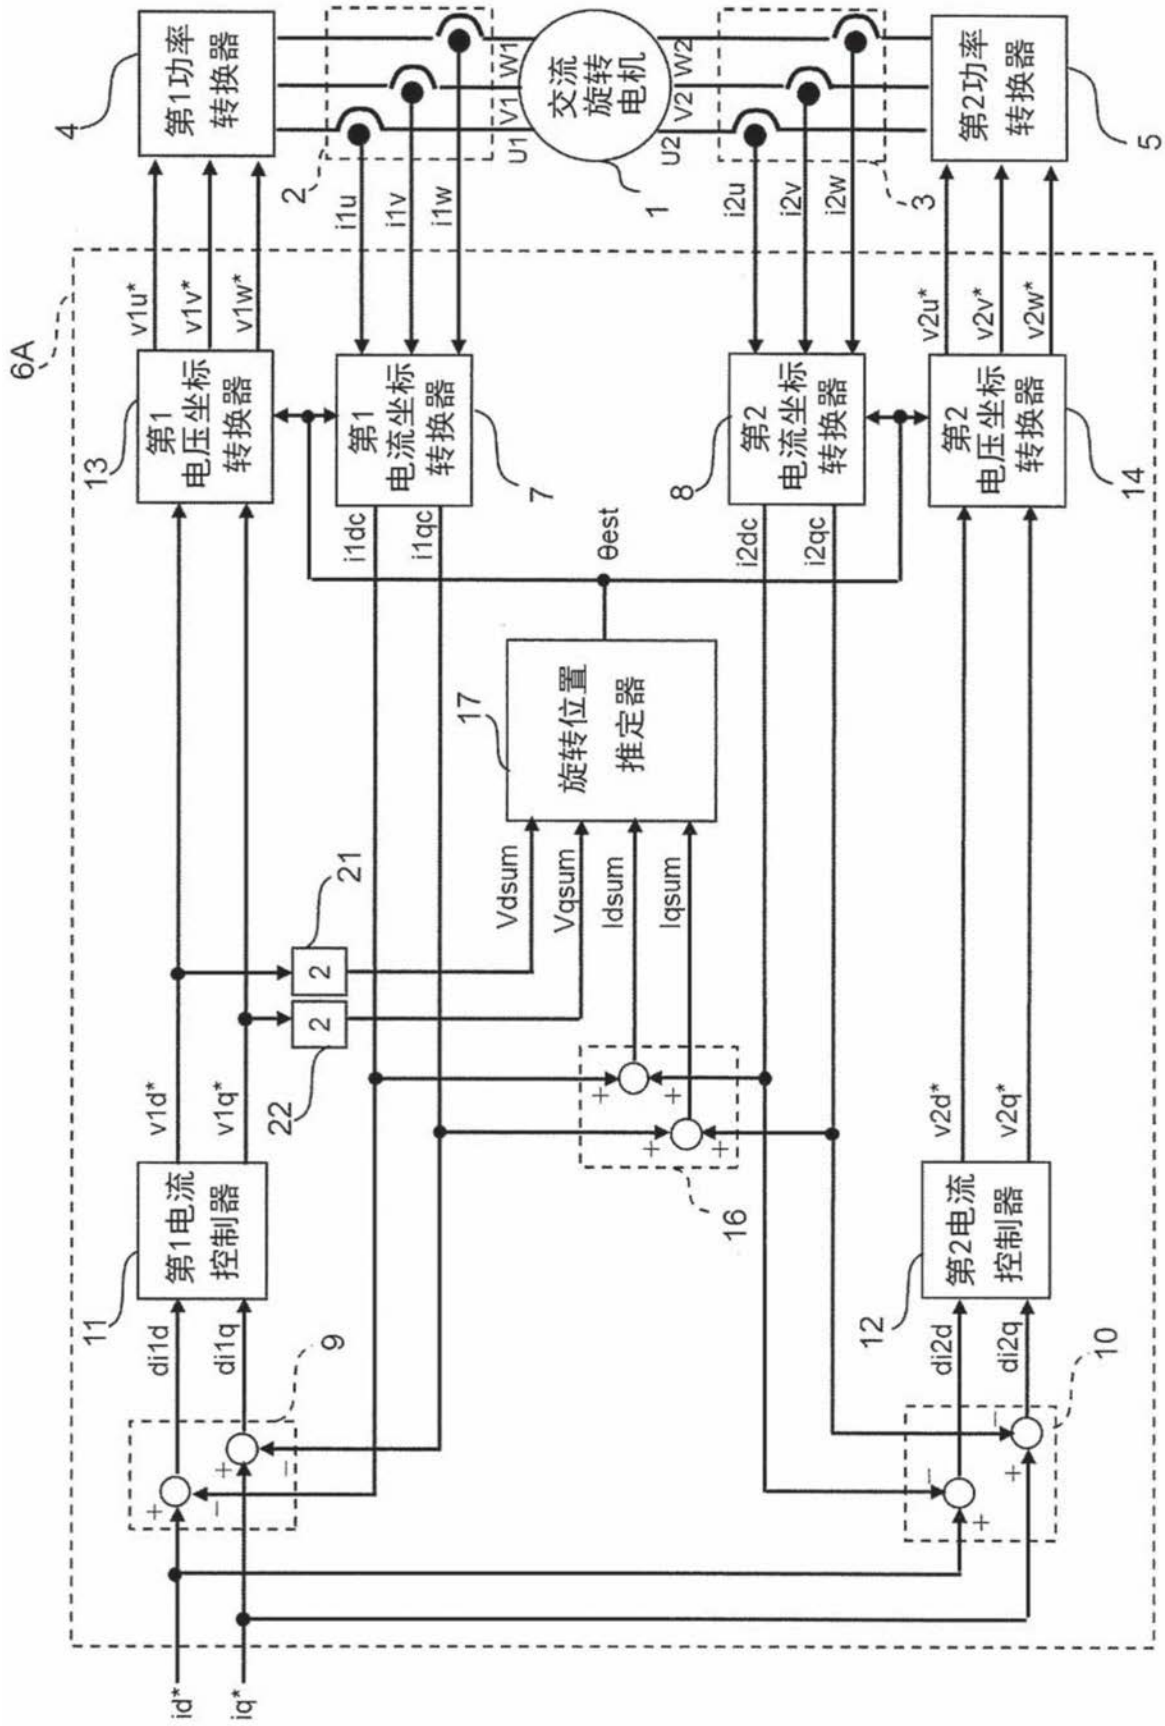 6A
id*
iq*
+
−
+
−
9
di1d
di1q
11
第1电流
控制器
v1d*
v1q*
22
2
21
2
13
第1
电压坐标
转换器
v1u*
v1v*
v1w*
4
第1功率
转换器
i1dc
i1qc
第1
电流坐标
转换器
7
i1u
i1v
i1w
2
U1
V1
W1
交流
旋转
电机
1
+
+
+
+
16
Vdsum
Vqsum
Idsum
Iqsum
17
旋转位置
推定器
θest
i2dc
i2qc
8
第2
电流坐标
转换器
i2u
i2v
i2w
3
U2
V2
W2
−
+
−
+
10
di2d
di2q
12
第2电流
控制器
v2d*
v2q*
第2
电压坐标
转换器
14
v2u*
v2v*
v2w*
第2功率
转换器
5